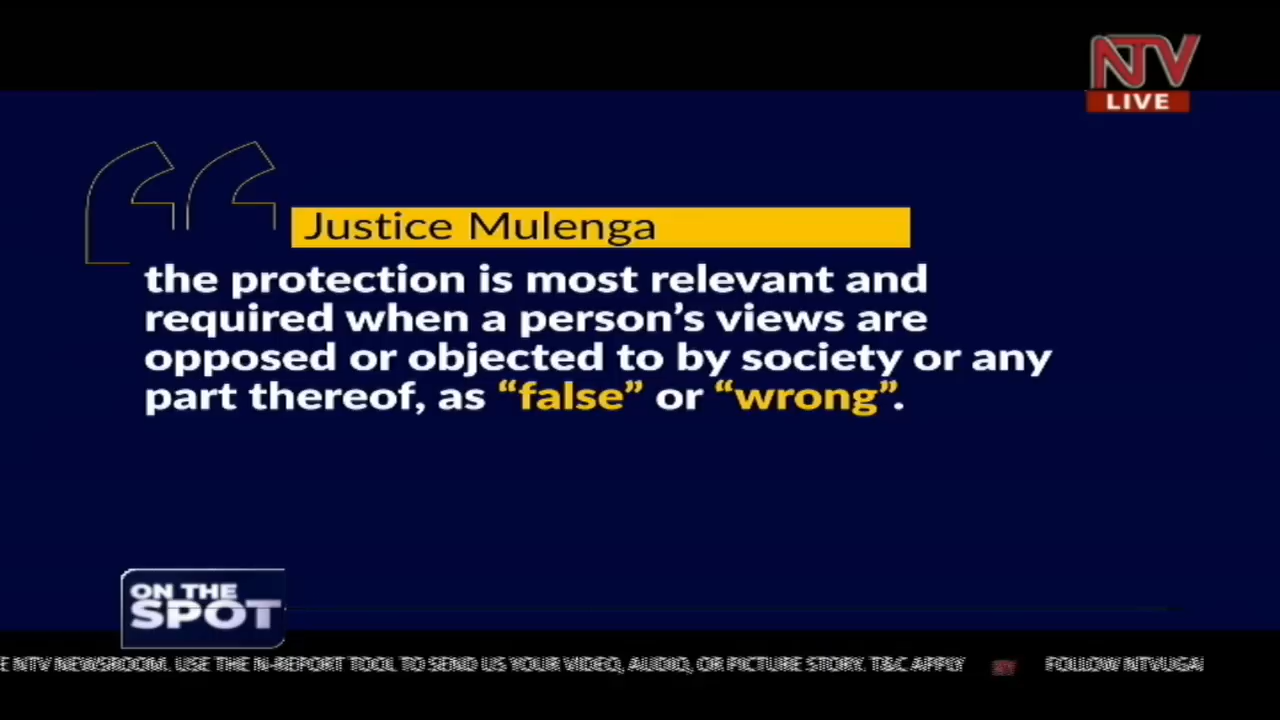 NTV
LIVE
Justice Mulenga
the protection is most relevant and
required when a person’s views are
opposed or objected to by society or any
part thereof, as “false” or “wrong”.
ON THE
SPOT
E NTV NEWSROOM. USE THE N-REPORT TOOL TO SEND US YOUR VIDEO, AUDIO, OR PICTURE STORY. T&C APPLY
FOLLOW NTVUGA